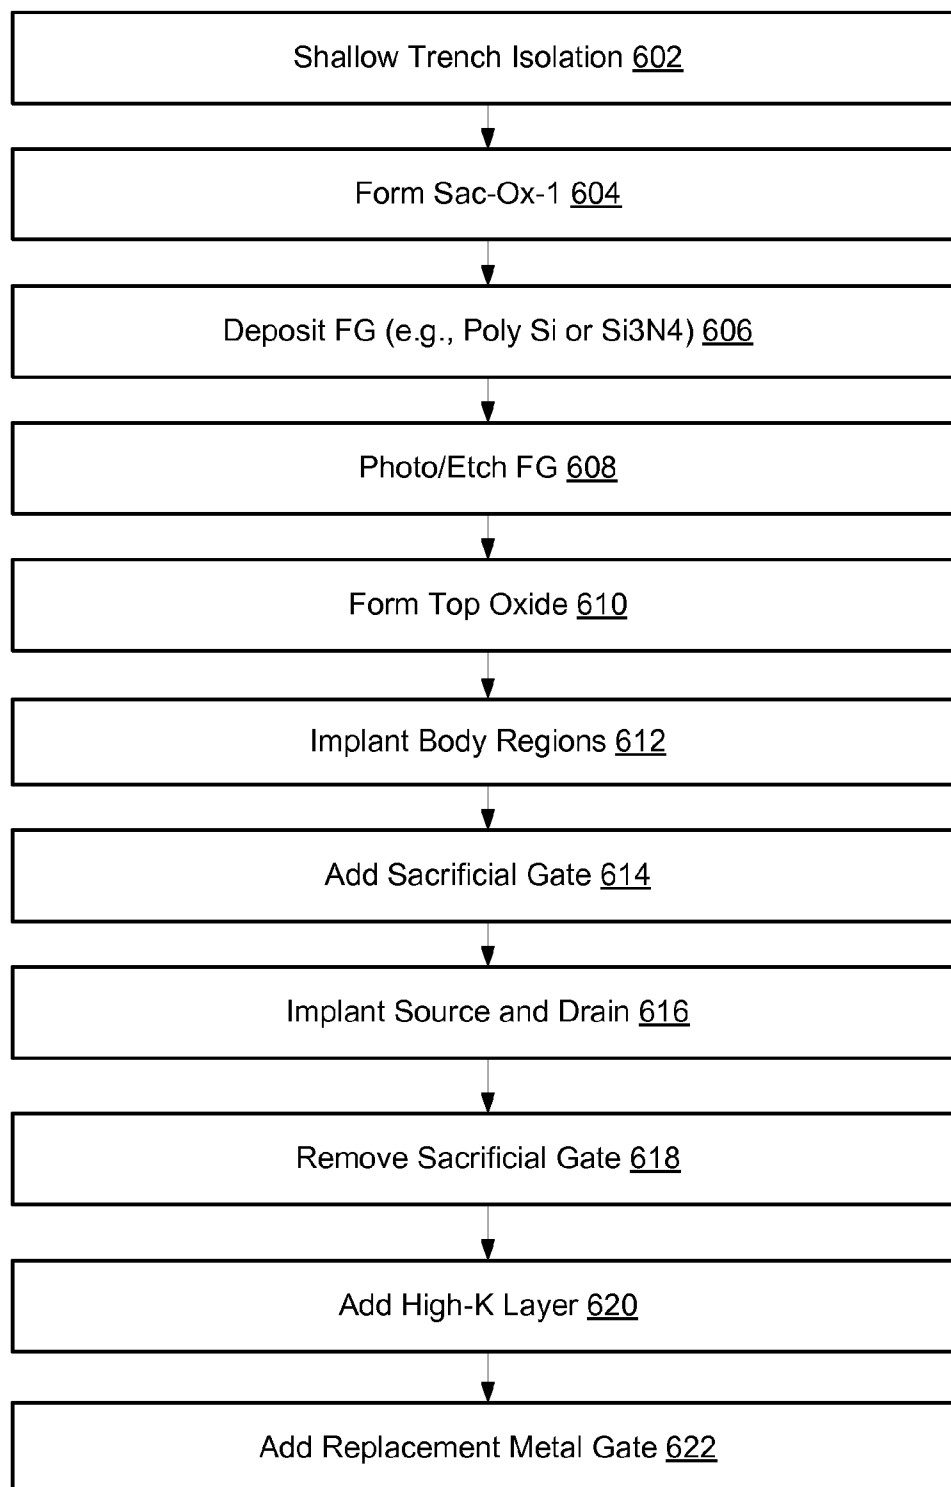 Shallow Trench Isolation 602
Form Sac-Ox-1 604
Deposit FG (e.g., Poly Si or Si3N4) 606
Photo/Etch FG 608
Form Top Oxide 610
Implant Body Regions 612
Add Sacrificial Gate 614
Implant Source and Drain 616
Remove Sacrificial Gate 618
Add High-K Layer 620
Add Replacement Metal Gate 622